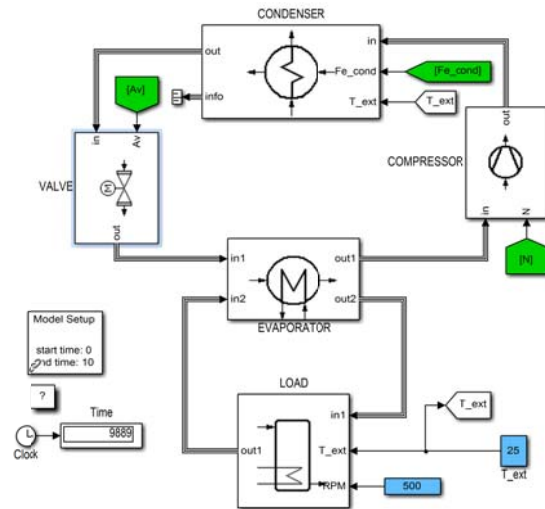 CONDENSER
out
in
Fe_cond
[Fe_cond]
info
T_ext
T_ext
[Av]
in
Av
VALVE
out
out
COMPRESSOR
in
N
[N]
in1
out1
in2
out2
EVAPORATOR
Model Setup
start time: 0
end time: 10
?
Time
9889
Clock
LOAD
in1
out1
T_ext
RPM
T_ext
25
T_ext
500